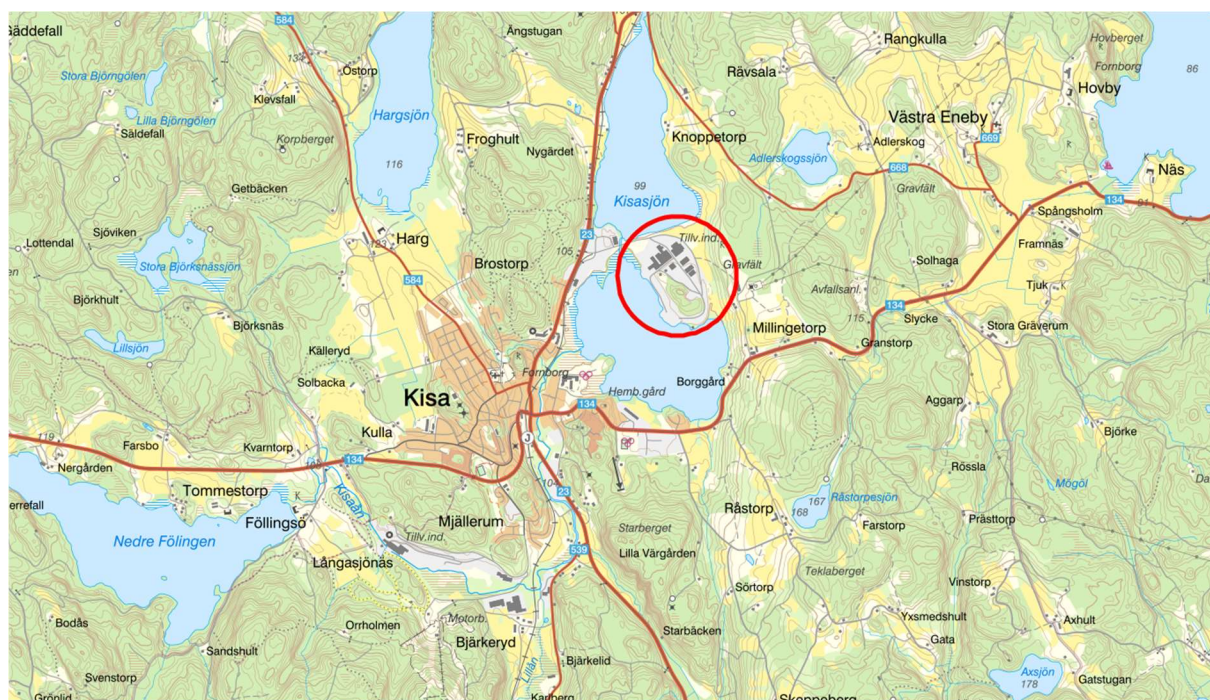 584
Ängstugan
Rangkulla
Hovberget
Fornborg
86
Stora Björngölen
Östorp
Rävsala
Hovby
Klevsfall
Lilla Björngölen
Säldefall
Korpberget
Hargsjön
Froghult
Nygärdet
Knoppetorp
Västra Eneby
669
Adlerskog
Adlerskogssjön
116
668
Näs
Getbäcken
99
Kisasjön
Gravfält
134
91
Sjöviken
Lottendal
123
Harg
23
105
Tillv.ind.
Spångsholm
Framnäs
Stora Björksnässjön
Brostorp
Gravfält
Solhaga
584
Björkhult
Avfallsanl.
Tjuk
134
Björksnäs
115
Slycke
Millingetorp
Stora Gräverum
Lillsjön
Källeryd
Granstorp
Solbacka
Fornborg
Borggård
Kisa
Hemb.gård
134
Aggarp
Kulla
Björke
119
Farsbo
Kvarntorp
J
Nergården
134
Rössla
Tommestorp
Kisaån
104
23
Mögöl
167
Råstorpesjön
168
Föllingsö
Mjällerum
Råstorp
Prästtorp
Starberget
Farstorp
Nedre Fölingen
Tillv.ind.
539
Lilla Värgården
Långasjönäs
Teklaberget
Sörtorp
Vinstorp
Motorb.
Yxsmedshult
Axhult
Bodås
Orrholmen
Starbäcken
Gata
Bjärkeryd
Sandshult
Lillån
Bjärkelid
Axsjön
178
Gatstugan
Svenstorp